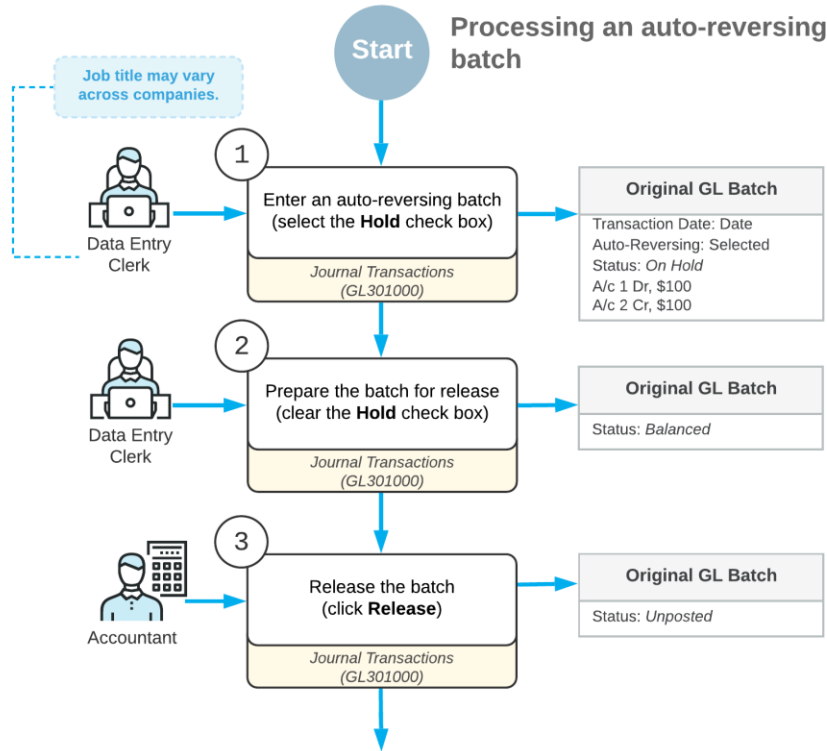 Start
Processing an auto-reversing
batch
Job title may vary
across companies.
1
Enter an auto-reversing batch
(select the Hold check box)
Journal Transactions
(GL301000)
Data Entry
Clerk
Original GL Batch
Transaction Date: Date
Auto-Reversing: Selected
Status: On Hold
A/c 1 Dr, $100
A/c 2 Cr, $100
2
Prepare the batch for release
(clear the Hold check box)
Journal Transactions
(GL301000)
Data Entry
Clerk
Original GL Batch
Status: Balanced
3
Release the batch
(click Release)
Journal Transactions
(GL301000)
Accountant
Original GL Batch
Status: Unposted